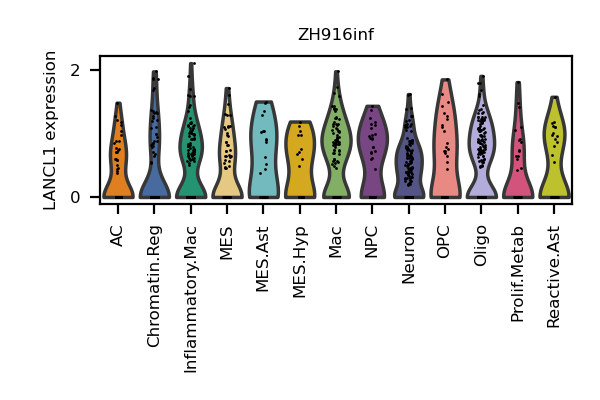 ZH916inf
LANCL1 expression
2
0
AC
Chromatin.Reg
Inflammatory.Mac
MES
MES.Ast
MES.Hyp
Mac
NPC
Neuron
OPC
Oligo
Prolif.Metab
Reactive.Ast